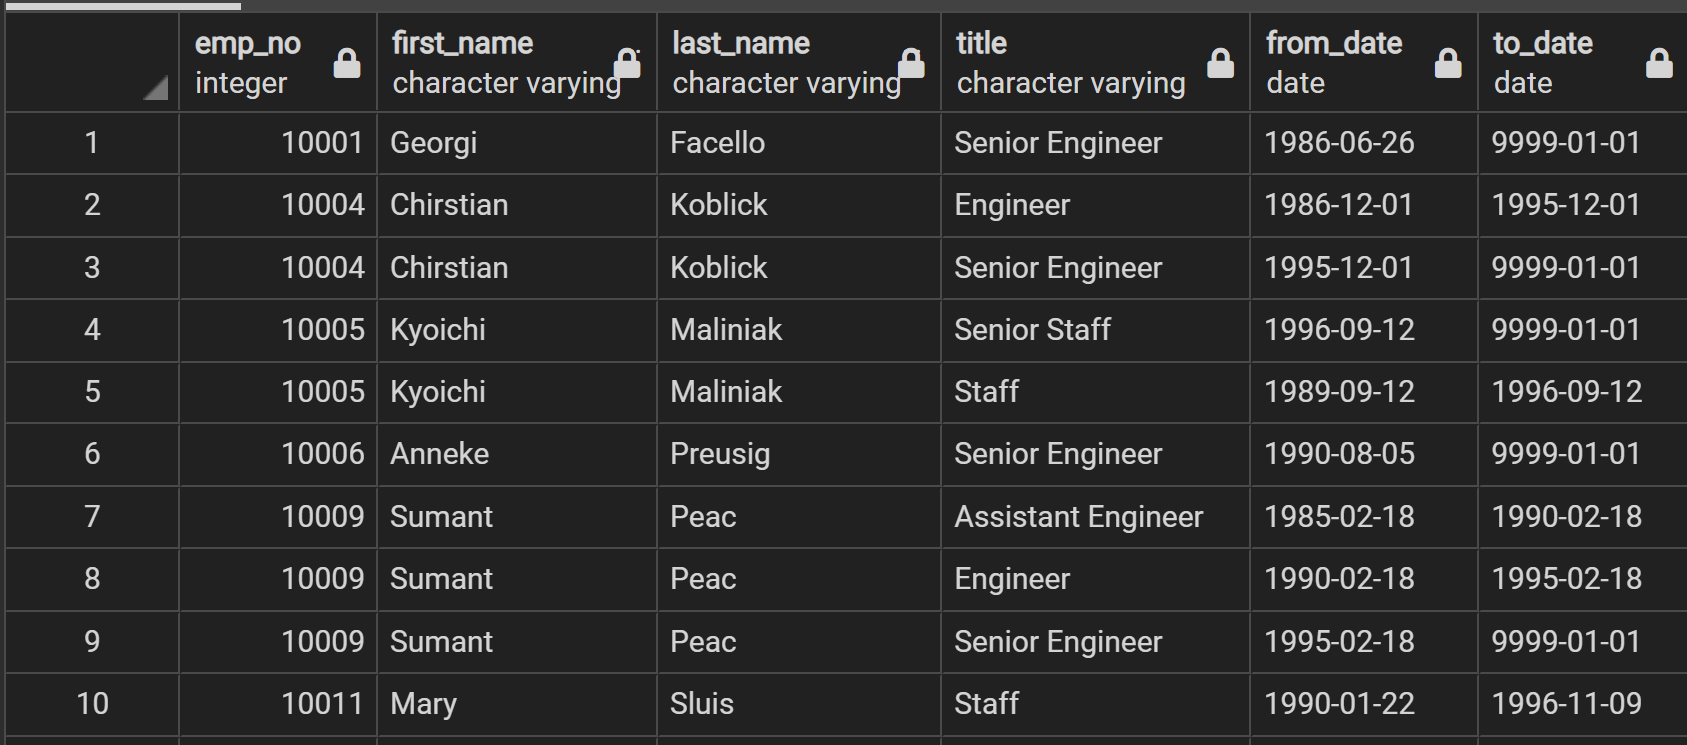 emp_no first_name last_name title from_date to_date
integer character varying character varying character varying date date
1 10001 Georgi Facello Senior Engineer 1986-06-26 9999-01-01
2 10004 Chirstian Koblick Engineer 1986-12-01 1995-12-01
3 10004 Chirstian Koblick Senior Engineer 1995-12-01 9999-01-01
4 10005 Kyoichi Maliniak Senior Staff 1996-09-12 9999-01-01
5 10005 Kyoichi Maliniak Staff 1989-09-12 1996-09-12
6 10006 Anneke Preusig Senior Engineer 1990-08-05 9999-01-01
7 10009 Sumant Peac Assistant Engineer 1985-02-18 1990-02-18
8 10009 Sumant Peac Engineer 1990-02-18 1995-02-18
9 10009 Sumant Peac Senior Engineer 1995-02-18 9999-01-01
10 10011 Mary Sluis Staff 1990-01-22 1996-11-09